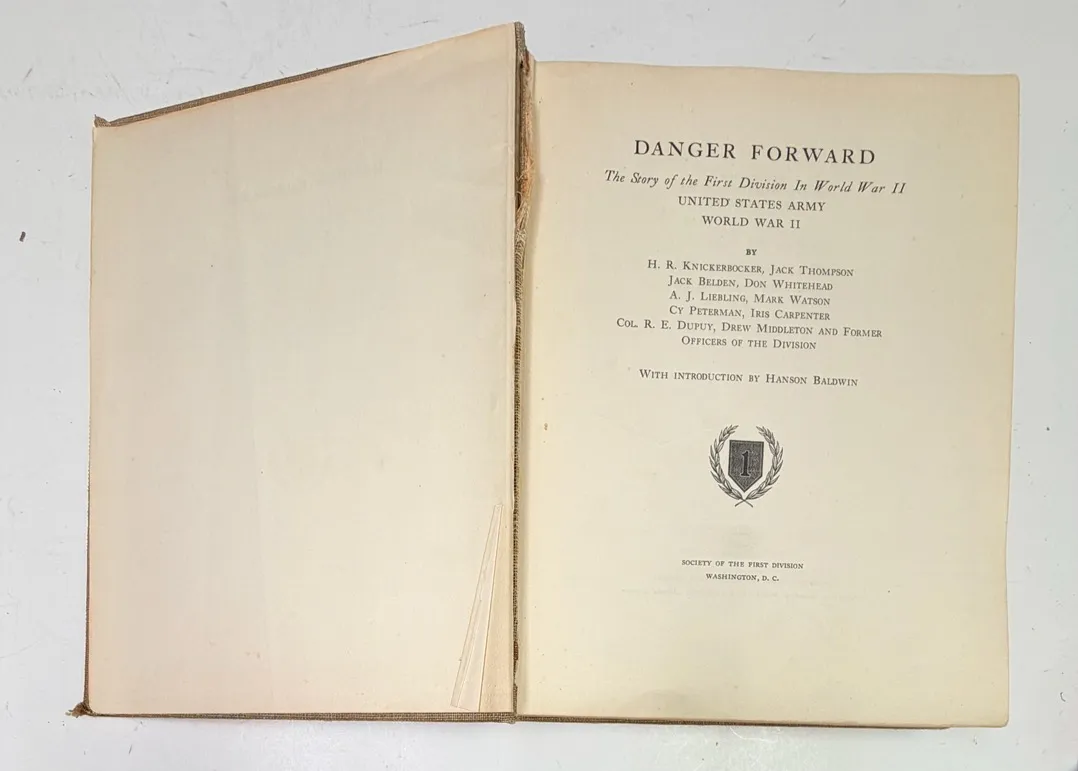 DANGER FORWARD
The Story of the First Division In World War II
UNITED STATES ARMY
WORLD WAR II
BY
H. R. KNICKERBOCKER, JACK THOMPSON
JACK BELDEN, DON WHITEHEAD
A. J. LIEBLING, MARK WATSON
CY PETERMAN, IRIS CARPENTER
COL. R. E. DUPUY, DREW MIDDLETON AND FORMER
OFFICERS OF THE DIVISION
WITH INTRODUCTION BY HANSON BALDWIN
1
SOCIETY OF THE FIRST DIVISION
WASHINGTON, D. C.